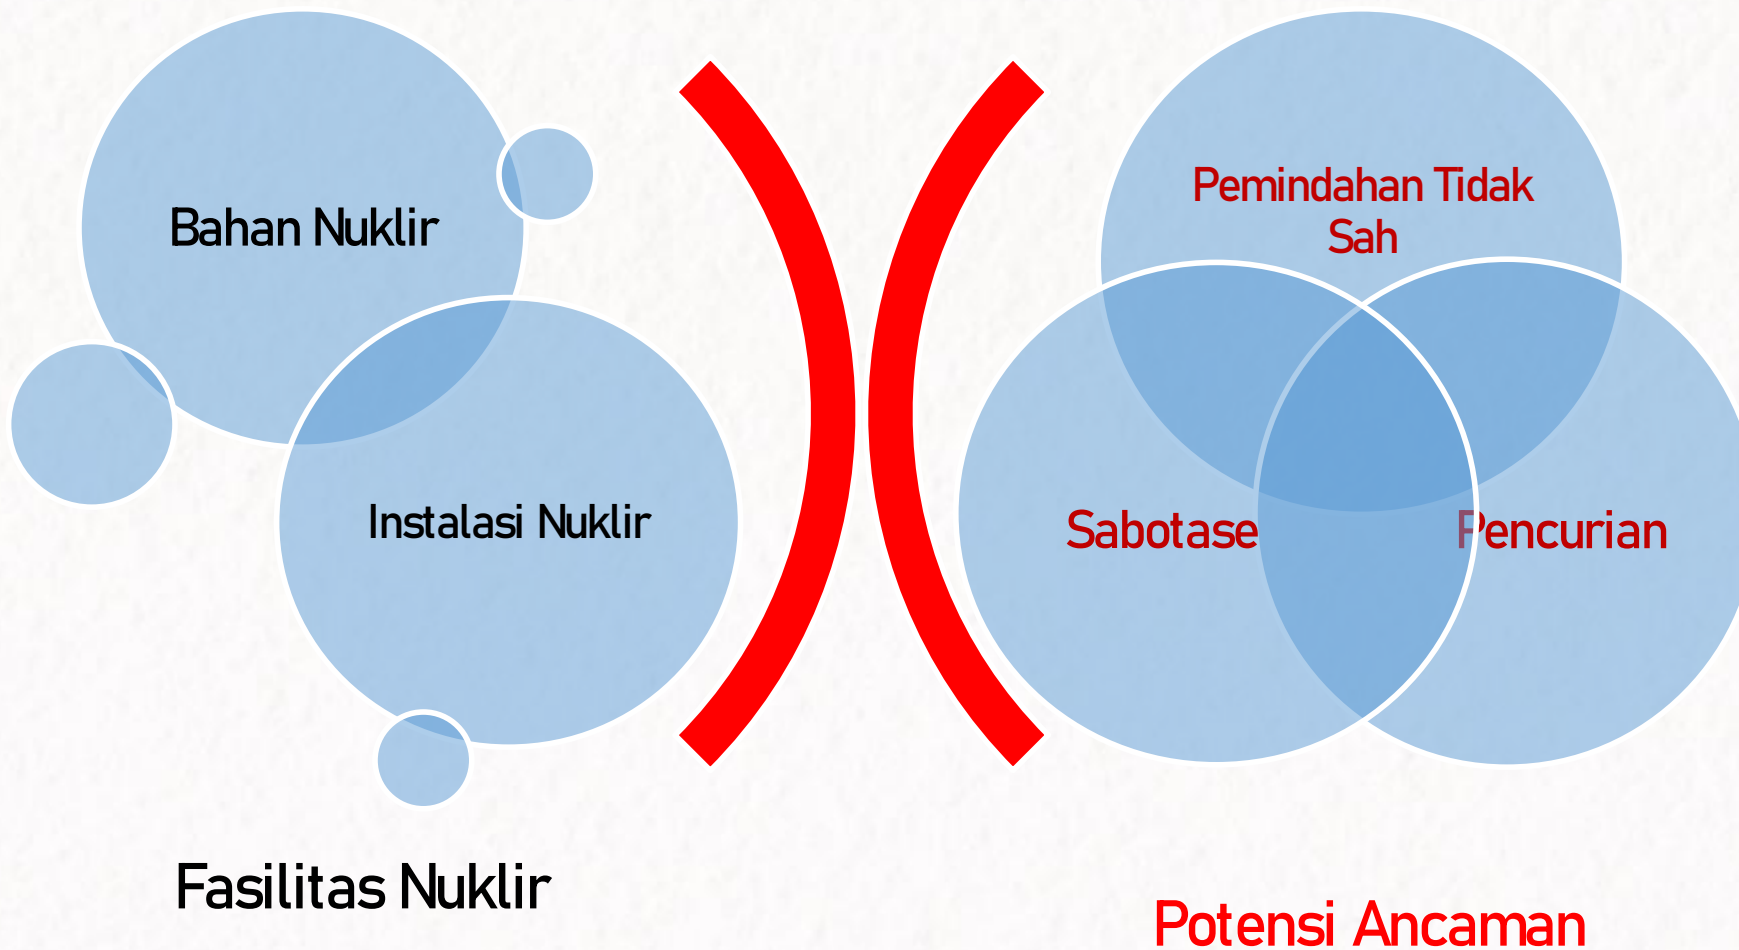 Bahan Nuklir
Instalasi Nuklir
Fasilitas Nuklir
Pemindahan Tidak
Sah
Sabotase
Pencurian
Potensi Ancaman